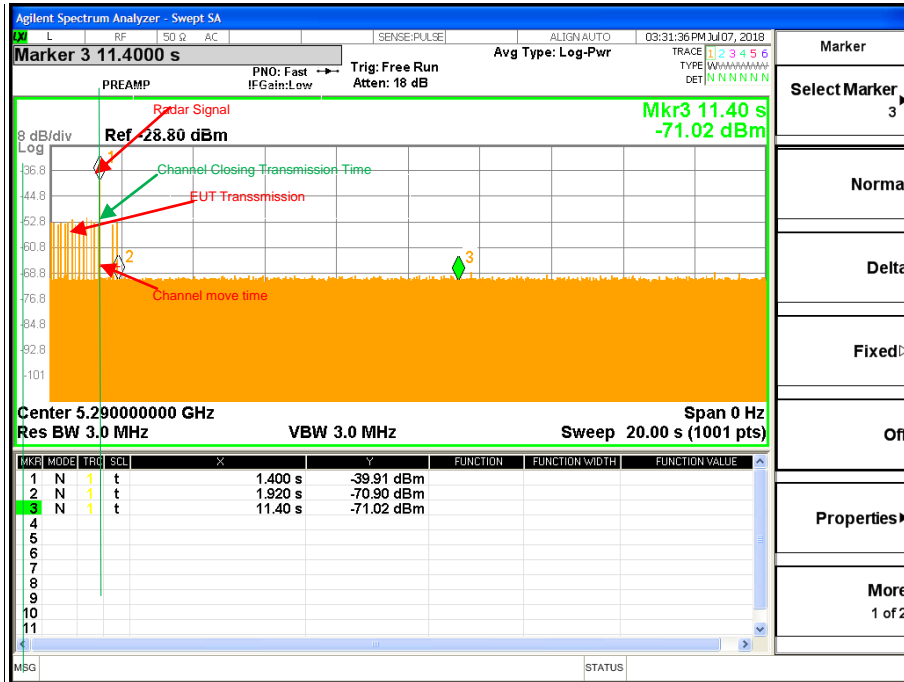 Agilent Spectrum Analyzer - Swept SA
LXI L RF 50 Ω AC SENSE:PULSE ALIGN AUTO 03:31:36 PM Jul 07, 2018
Marker 3 11.4000 s
PREAMP
PNO: Fast
IFGain:Low
Trig: Free Run
Atten: 18 dB
Avg Type: Log-Pwr
TRACE 1 2 3 4 5 6
TYPE WWWWWW
DET N N N N N N
Mkr3 11.40 s
-71.02 dBm
8 dB/div
Log
Ref -28.80 dBm
Radar Signal
1
-36.8
Channel Closing Transmission Time
-44.8
EUT Transsmission
-52.8
-60.8
2
3
-68.8
Channel move time
-76.8
-84.8
-92.8
-101
Center 5.290000000 GHz
Span 0 Hz
Res BW 3.0 MHz
VBW 3.0 MHz
Sweep 20.00 s (1001 pts)
MKR MODE TRC SCL X Y FUNCTION FUNCTION WIDTH FUNCTION VALUE
1 N 1 t 1.400 s -39.91 dBm
2 N 1 t 1.920 s -70.90 dBm
3 N 1 t 11.40 s -71.02 dBm
4
5
6
7
8
9
10
11
MSG
STATUS
Marker
Select Marker
3
Norma
Delta
Fixed
Off
Properties
More
1 of 2